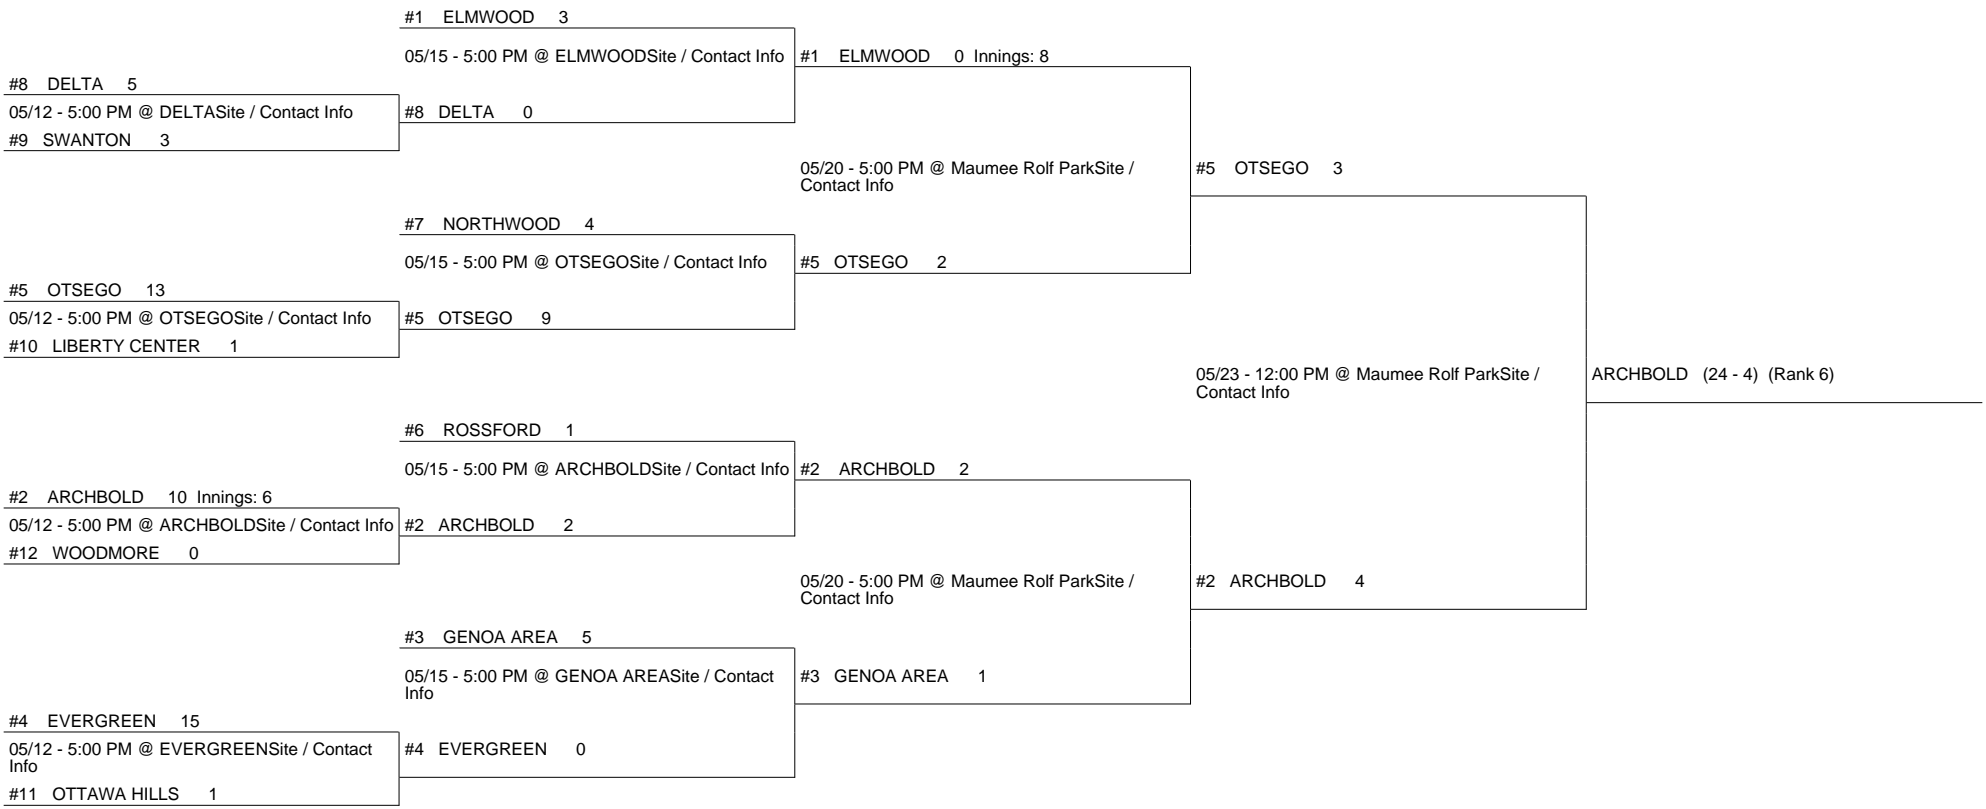 #1 ELMWOOD 3
05/15 - 5:00 PM @ ELMWOODSite / Contact Info
#1 ELMWOOD 0 Innings: 8
#8 DELTA 5
05/12 - 5:00 PM @ DELTASite / Contact Info
#8 DELTA 0
#9 SWANTON 3
05/20 - 5:00 PM @ Maumee Rolf ParkSite /
Contact Info
#5 OTSEGO 3
#7 NORTHWOOD 4
05/15 - 5:00 PM @ OTSEGOSite / Contact Info
#5 OTSEGO 2
#5 OTSEGO 13
05/12 - 5:00 PM @ OTSEGOSite / Contact Info
#5 OTSEGO 9
#10 LIBERTY CENTER 1
05/23 - 12:00 PM @ Maumee Rolf ParkSite /
Contact Info
ARCHBOLD (24 - 4) (Rank 6)
#6 ROSSFORD 1
05/15 - 5:00 PM @ ARCHBOLDSite / Contact Info
#2 ARCHBOLD 2
#2 ARCHBOLD 10 Innings: 6
05/12 - 5:00 PM @ ARCHBOLDSite / Contact Info
#2 ARCHBOLD 2
#12 WOODMORE 0
05/20 - 5:00 PM @ Maumee Rolf ParkSite /
Contact Info
#2 ARCHBOLD 4
#3 GENOA AREA 5
05/15 - 5:00 PM @ GENOA AREASite / Contact
Info
#3 GENOA AREA 1
#4 EVERGREEN 15
05/12 - 5:00 PM @ EVERGREENSite / Contact
Info
#4 EVERGREEN 0
#11 OTTAWA HILLS 1